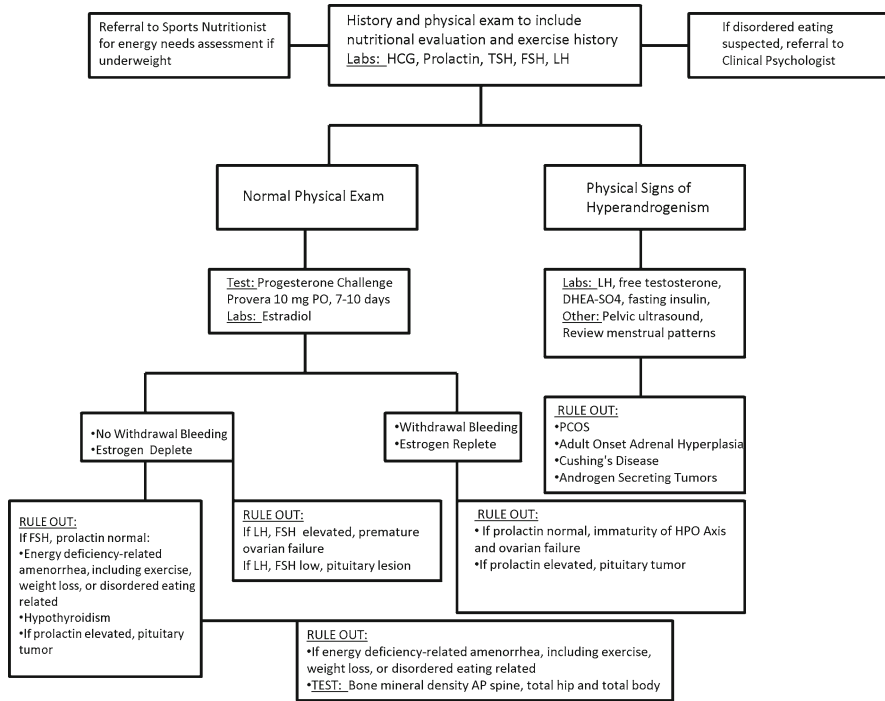 Referral to Sports Nutritionist
for energy needs assessment if
underweight
History and physical exam to include
nutritional evaluation and exercise history
Labs: HCG, Prolactin, TSH, FSH, LH
If disordered eating
suspected, referral to
Clinical Psychologist
Normal Physical Exam
Physical Signs of
Hyperandrogenism
Test: Progesterone Challenge
Provera 10 mg PO, 7-10 days
Labs: Estradiol
Labs: LH, free testosterone,
DHEA-SO4, fasting insulin,
Other: Pelvic ultrasound,
Review menstrual patterns
•No Withdrawal Bleeding
•Estrogen Deplete
•Withdrawal Bleeding
•Estrogen Replete
RULE OUT:
•PCOS
•Adult Onset Adrenal Hyperplasia
•Cushing's Disease
•Androgen Secreting Tumors
RULE OUT:
If FSH, prolactin normal:
•Energy deficiency-related
amenorrhea, including exercise,
weight loss, or disordered eating
related
•Hypothyroidism
•If prolactin elevated, pituitary
tumor
RULE OUT:
If LH, FSH elevated, premature
ovarian failure
If LH, FSH low, pituitary lesion
RULE OUT:
• If prolactin normal, immaturity of HPO Axis
and ovarian failure
•If prolactin elevated, pituitary tumor
RULE OUT:
•If energy deficiency-related amenorrhea, including exercise,
weight loss, or disordered eating related
•TEST: Bone mineral density AP spine, total hip and total body